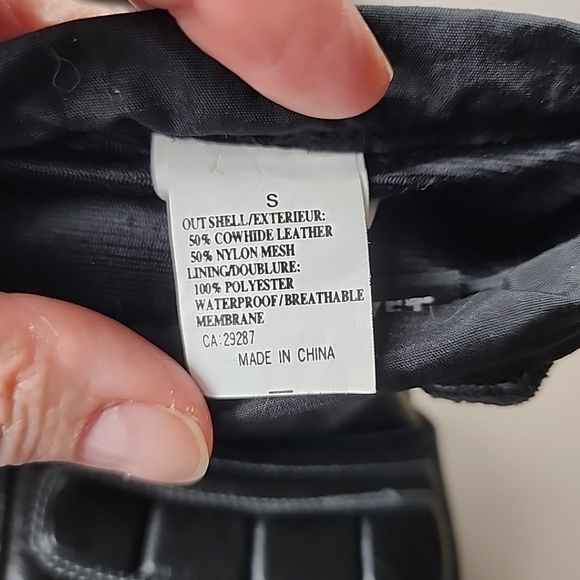 S
OUT SHELL/EXTERIEUR:
50% COWHIDE LEATHER
50% NYLON MESH
LINING/DOUBLURE:
100% POLYESTER
WATERPROOF/BREATHABLE
MEMBRANE
CA:29287
MADE IN CHINA